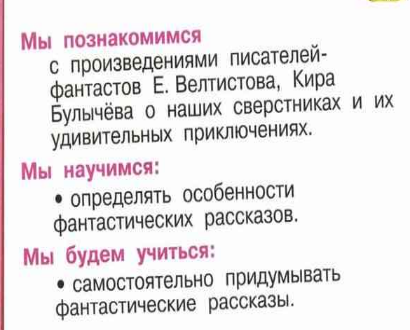 Мы познакомимся
с произведениями писателей-
фантастов Е. Велтистова, Кира
Булычёва о наших сверстниках и их
удивительных приключениях.
Мы научимся:
• определять особенности
фантастических рассказов.
Мы будем учиться:
• самостоятельно придумывать
фантастические рассказы.